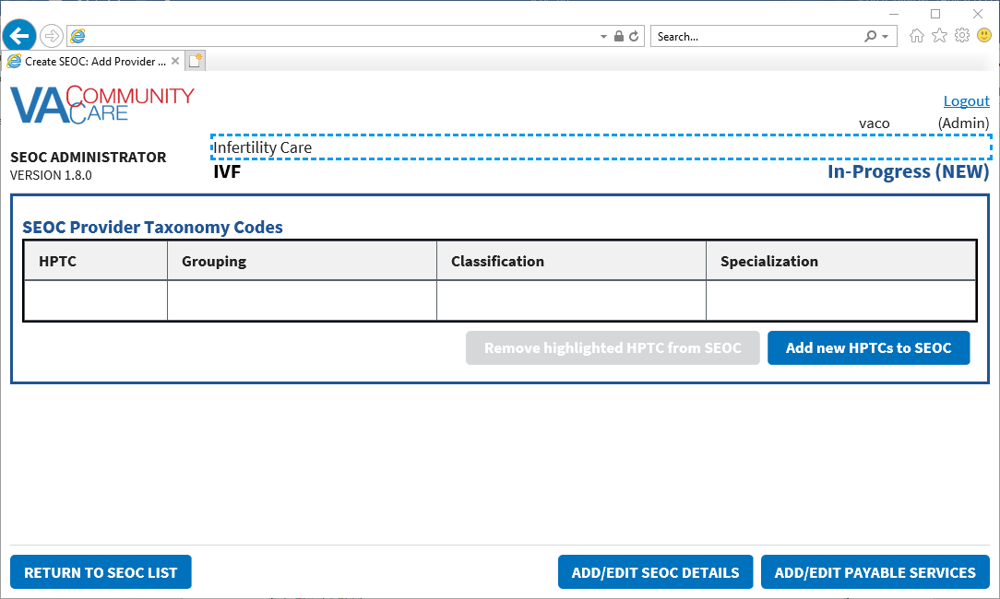 Search...
Create SEOC: Add Provider ...
VA COMMUNITY CARE
Logout
vaco (Admin)
Infertility Care
SEOC ADMINISTRATOR
VERSION 1.8.0
IVF
In-Progress (NEW)
SEOC Provider Taxonomy Codes
HPTC Grouping Classification Specialization
Remove highlighted HPTC from SEOC Add new HPTCs to SEOC
RETURN TO SEOC LIST ADD/EDIT SEOC DETAILS ADD/EDIT PAYABLE SERVICES